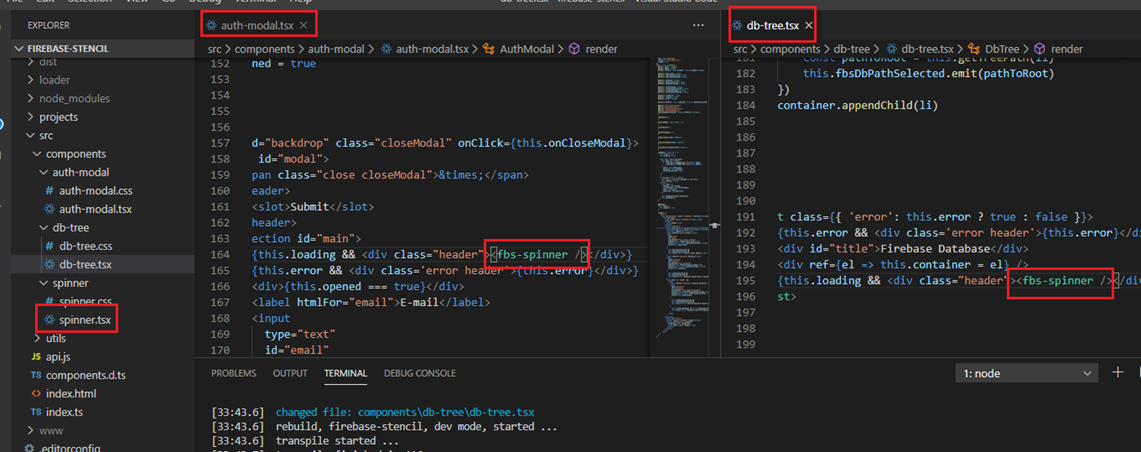 File Edit Selection View Go Debug Terminal Help
db-tree.tsx - firebase-stencil - Visual Studio Code
EXPLORER
FIREBASE-STENCIL
dist
loader
node_modules
projects
src
components
auth-modal
# auth-modal.css
auth-modal.tsx
db-tree
# db-tree.css
db-tree.tsx
spinner
# spinner.css
spinner.tsx
utils
JS api.js
TS components.d.ts
<> index.html
TS index.ts
www
.editorconfig
auth-modal.tsx ×
···
src > components > auth-modal > auth-modal.tsx > AuthModal > render
152 ned = true
153
154
155
156
157 d="backdrop" class="closeModal" onClick={this.onCloseModal}>
158 id="modal">
159 pan class="close closeModal">&times;</span>
160 eader>
161 <slot>Submit</slot>
162 header>
163 ection id="main">
164 {this.loading && <div class="header"><fbs-spinner /></div>}
165 {this.error && <div class='error header'>{this.error}</div>}
166 <div>{this.opened === true}</div>
167 <label htmlFor="email">E-mail</label>
168 <input
169 type="text"
170 id="email"
db-tree.tsx ×
src > components > db-tree > db-tree.tsx > DbTree > render
181 const pathToRoot = this.getTreePath(li)
182 this.fbsDbPathSelected.emit(pathToRoot)
183 })
184 container.appendChild(li)
185
186
187
188
189
190
191 t class={{ 'error': this.error ? true : false }}>
192 {this.error && <div class='error header'>{this.error}</di
193 <div id="title">Firebase Database</div>
194 <div ref={el => this.container = el} />
195 {this.loading && <div class="header"><fbs-spinner /></div
196 st>
197
198
199
PROBLEMS OUTPUT TERMINAL DEBUG CONSOLE
1: node
+
[33:43.6] changed file: components\db-tree\db-tree.tsx
[33:43.6] rebuild, firebase-stencil, dev mode, started ...
[33:43.6] transpile started ...